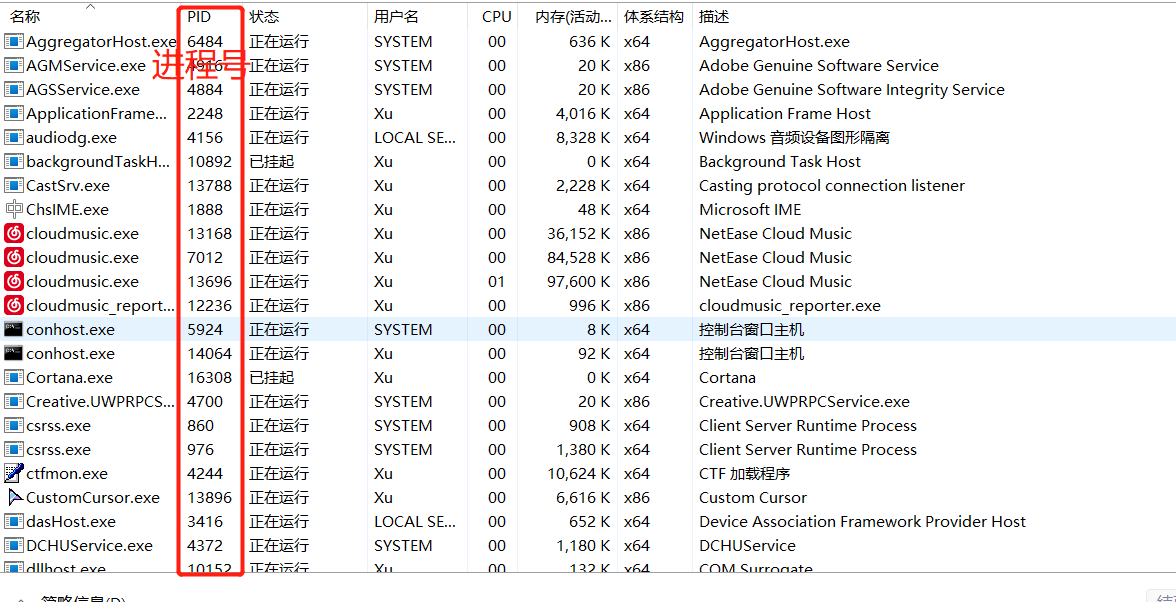 名称 PID 状态 用户名 CPU 内存(活动... 体系结构 描述
AggregatorHost.exe 6484 正在运行 SYSTEM 00 636 K x64 AggregatorHost.exe
进程号
AGMService.exe 4916 正在运行 SYSTEM 00 20 K x86 Adobe Genuine Software Service
AGSService.exe 4884 正在运行 SYSTEM 00 20 K x86 Adobe Genuine Software Integrity Service
ApplicationFrame... 2248 正在运行 Xu 00 4,016 K x64 Application Frame Host
audiodg.exe 4156 正在运行 LOCAL SE... 00 8,328 K x64 Windows 音频设备图形隔离
backgroundTaskH... 10892 已挂起 Xu 00 0 K x64 Background Task Host
CastSrv.exe 13788 正在运行 Xu 00 2,228 K x64 Casting protocol connection listener
ChsIME.exe 1888 正在运行 Xu 00 48 K x64 Microsoft IME
cloudmusic.exe 13168 正在运行 Xu 00 36,152 K x86 NetEase Cloud Music
cloudmusic.exe 7012 正在运行 Xu 00 84,528 K x86 NetEase Cloud Music
cloudmusic.exe 13696 正在运行 Xu 01 97,600 K x86 NetEase Cloud Music
cloudmusic_report... 12236 正在运行 Xu 00 996 K x86 cloudmusic_reporter.exe
conhost.exe 5924 正在运行 SYSTEM 00 8 K x64 控制台窗口主机
conhost.exe 14064 正在运行 Xu 00 92 K x64 控制台窗口主机
Cortana.exe 16308 已挂起 Xu 00 0 K x64 Cortana
Creative.UWPRPCS... 4700 正在运行 SYSTEM 00 20 K x86 Creative.UWPRPCService.exe
csrss.exe 860 正在运行 SYSTEM 00 908 K x64 Client Server Runtime Process
csrss.exe 976 正在运行 SYSTEM 00 1,380 K x64 Client Server Runtime Process
ctfmon.exe 4244 正在运行 Xu 00 10,624 K x64 CTF 加载程序
CustomCursor.exe 13896 正在运行 Xu 00 6,616 K x86 Custom Cursor
dasHost.exe 3416 正在运行 LOCAL SE... 00 652 K x64 Device Association Framework Provider Host
DCHUService.exe 4372 正在运行 SYSTEM 00 1,180 K x64 DCHUService
dllhost.exe 10152 正在运行 Xu 00 132 K x64 COM Surrogate
简略信息(D)